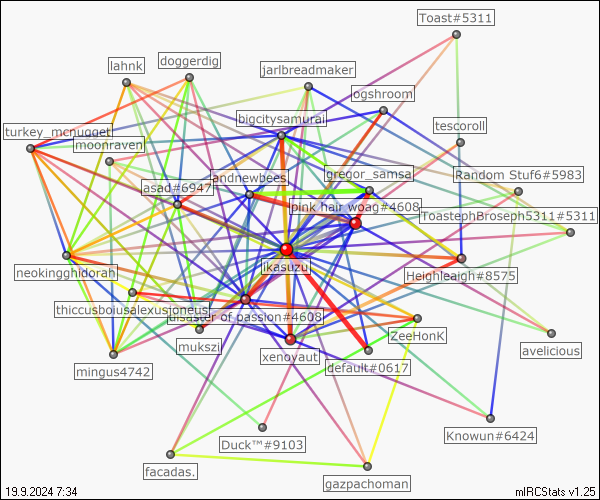 Toast#5311
lahnk
doggerdig
jarlbreadmaker
ogshroom
turkey_mcnugget
moonraven
bigcitysamurai
tescoroll
asad#6947
andnewbees
gregor_samsa
Random Stuf6#5983
pink hair woag#4608
ToastephBroseph5311#5311
neokingghidorah
ikasuzu
Heighleaigh#8575
thiccusboiusalexusjoneus
disaster of passion#4608
mukszi
xenoyaut
ZeeHonK
avelicious
mingus4742
default#0617
Duck™#9103
Knowun#6424
facadas.
gazpachoman
19.9.2024 7:34
mIRCStats v1.25